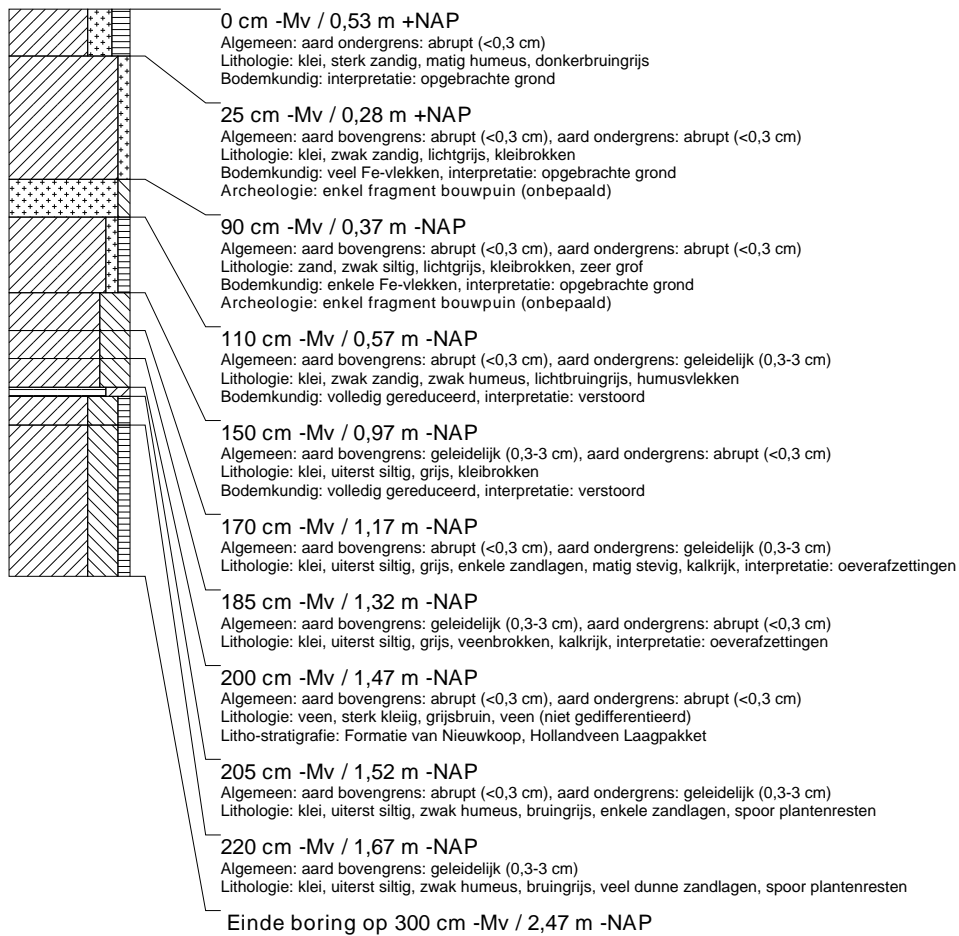 0 cm -Mv / 0,53 m +NAP
Algemeen: aard ondergrens: abrupt (<0,3 cm)
Lithologie: klei, sterk zandig, matig humeus, donkerbruingrijs
Bodemkundig: interpretatie: opgebrachte grond
25 cm -Mv / 0,28 m +NAP
Algemeen: aard bovengrens: abrupt (<0,3 cm), aard ondergrens: abrupt (<0,3 cm)
Lithologie: klei, zwak zandig, lichtgrijs, kleibrokken
Bodemkundig: veel Fe-vlekken, interpretatie: opgebrachte grond
Archeologie: enkel fragment bouwpuin (onbepaald)
90 cm -Mv / 0,37 m -NAP
Algemeen: aard bovengrens: abrupt (<0,3 cm), aard ondergrens: abrupt (<0,3 cm)
Lithologie: zand, zwak siltig, lichtgrijs, kleibrokken, zeer grof
Bodemkundig: enkele Fe-vlekken, interpretatie: opgebrachte grond
Archeologie: enkel fragment bouwpuin (onbepaald)
110 cm -Mv / 0,57 m -NAP
Algemeen: aard bovengrens: abrupt (<0,3 cm), aard ondergrens: geleidelijk (0,3-3 cm)
Lithologie: klei, zwak zandig, zwak humeus, lichtbruingrijs, humusvlekken
Bodemkundig: volledig gereduceerd, interpretatie: verstoord
150 cm -Mv / 0,97 m -NAP
Algemeen: aard bovengrens: geleidelijk (0,3-3 cm), aard ondergrens: abrupt (<0,3 cm)
Lithologie: klei, uiterst siltig, grijs, kleibrokken
Bodemkundig: volledig gereduceerd, interpretatie: verstoord
170 cm -Mv / 1,17 m -NAP
Algemeen: aard bovengrens: abrupt (<0,3 cm), aard ondergrens: geleidelijk (0,3-3 cm)
Lithologie: klei, uiterst siltig, grijs, enkele zandlagen, matig stevig, kalkrijk, interpretatie: oeverafzettingen
185 cm -Mv / 1,32 m -NAP
Algemeen: aard bovengrens: geleidelijk (0,3-3 cm), aard ondergrens: abrupt (<0,3 cm)
Lithologie: klei, uiterst siltig, grijs, veenbrokken, kalkrijk, interpretatie: oeverafzettingen
200 cm -Mv / 1,47 m -NAP
Algemeen: aard bovengrens: abrupt (<0,3 cm), aard ondergrens: abrupt (<0,3 cm)
Lithologie: veen, sterk kleiig, grijsbruin, veen (niet gedifferentieerd)
Litho-stratigrafie: Formatie van Nieuwkoop, Hollandveen Laagpakket
205 cm -Mv / 1,52 m -NAP
Algemeen: aard bovengrens: abrupt (<0,3 cm), aard ondergrens: geleidelijk (0,3-3 cm)
Lithologie: klei, uiterst siltig, zwak humeus, bruingrijs, enkele zandlagen, spoor plantenresten
220 cm -Mv / 1,67 m -NAP
Algemeen: aard bovengrens: geleidelijk (0,3-3 cm)
Lithologie: klei, uiterst siltig, zwak humeus, bruingrijs, veel dunne zandlagen, spoor plantenresten
Einde boring op 300 cm -Mv / 2,47 m -NAP